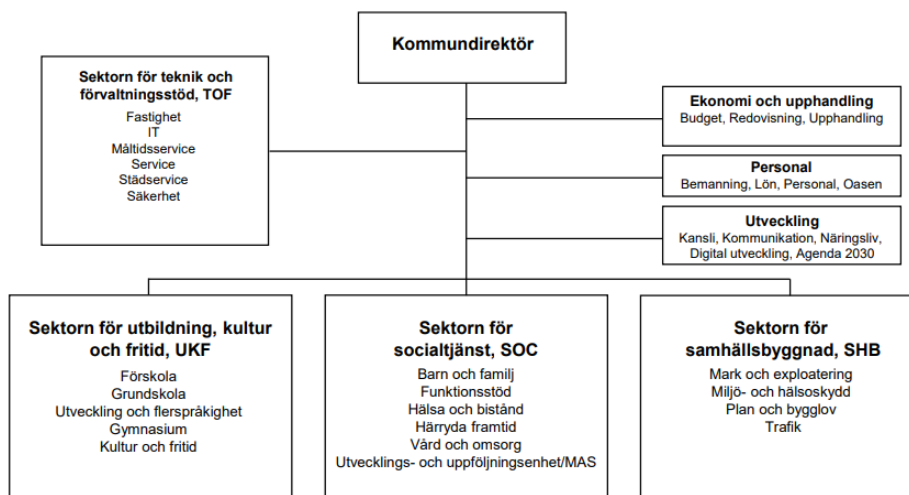 Kommundirektör
Sektorn för teknik och
förvaltningsstöd, TOF
Fastighet
IT
Måltidsservice
Service
Städservice
Säkerhet
Ekonomi och upphandling
Budget, Redovisning, Upphandling
Personal
Bemanning, Lön, Personal, Oasen
Utveckling
Kansli, Kommunikation, Näringsliv,
Digital utveckling, Agenda 2030
Sektorn för utbildning, kultur
och fritid, UKF
Förskola
Grundskola
Utveckling och flerspråkighet
Gymnasium
Kultur och fritid
Sektorn för
socialtjänst, SOC
Barn och familj
Funktionsstöd
Hälsa och bistånd
Härryda framtid
Vård och omsorg
Utvecklings- och uppföljningsenhet/MAS
Sektorn för
samhällsbyggnad, SHB
Mark och exploatering
Miljö- och hälsoskydd
Plan och bygglov
Trafik